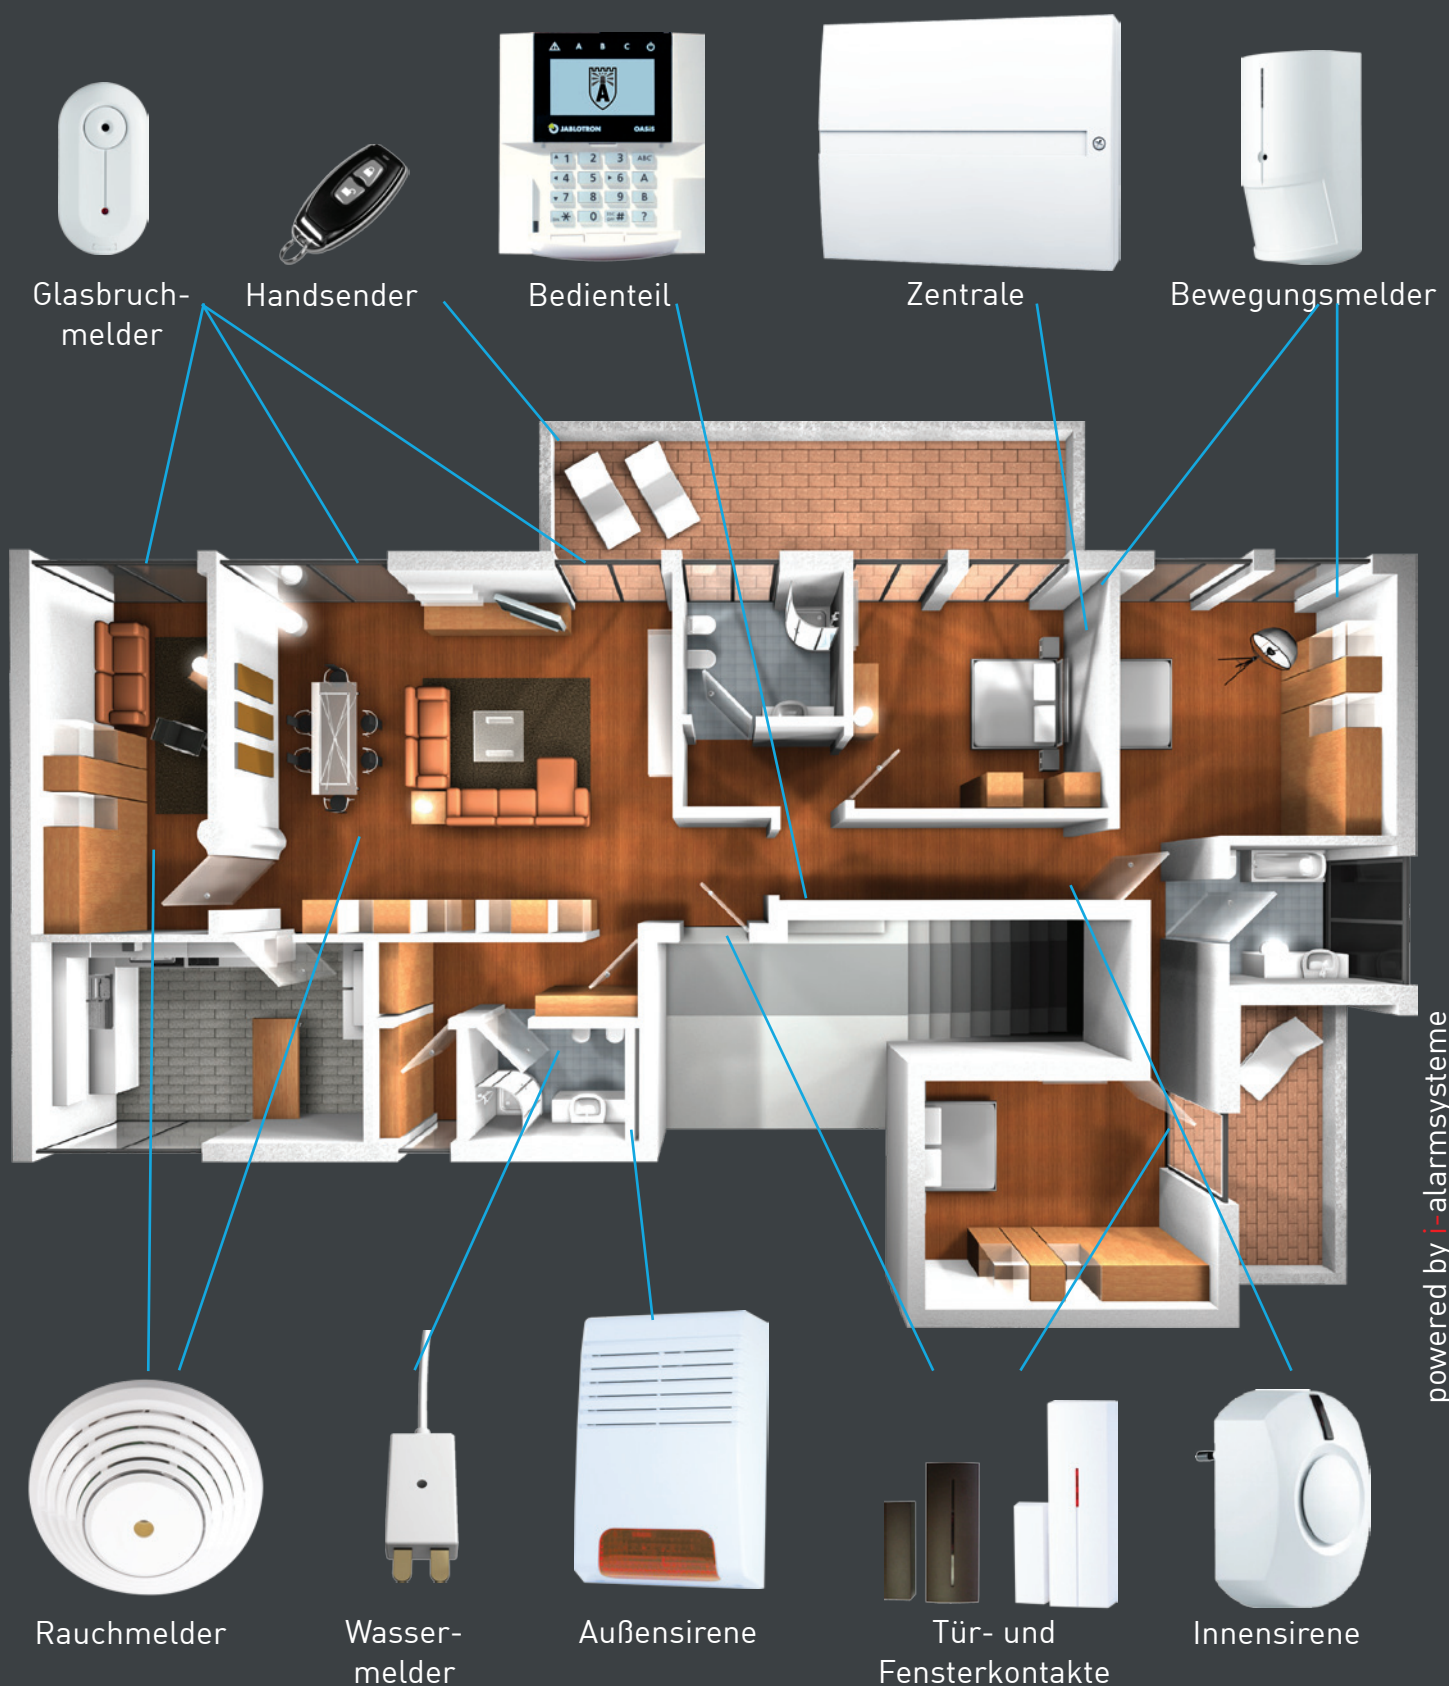 A B C
JABLOTRON OASiS
1 2 3 ABC
4 5 6 A
7 8 9 B
* 0 # ?
Glasbruch-
melder
Handsender
Bedienteil
Zentrale
Bewegungsmelder
powered by i-alarmsysteme
Rauchmelder
Wasser-
melder
Außensirene
Tür- und
Fensterkontakte
Innensirene